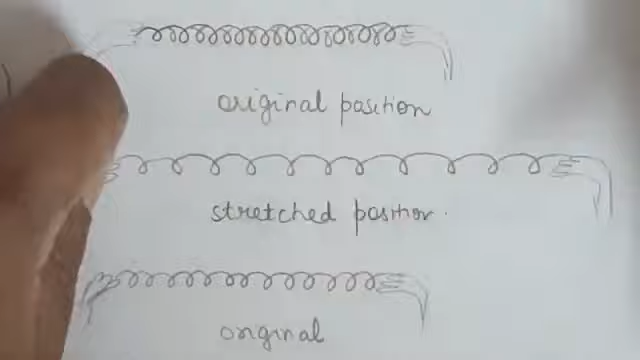 original position
stretched position
original